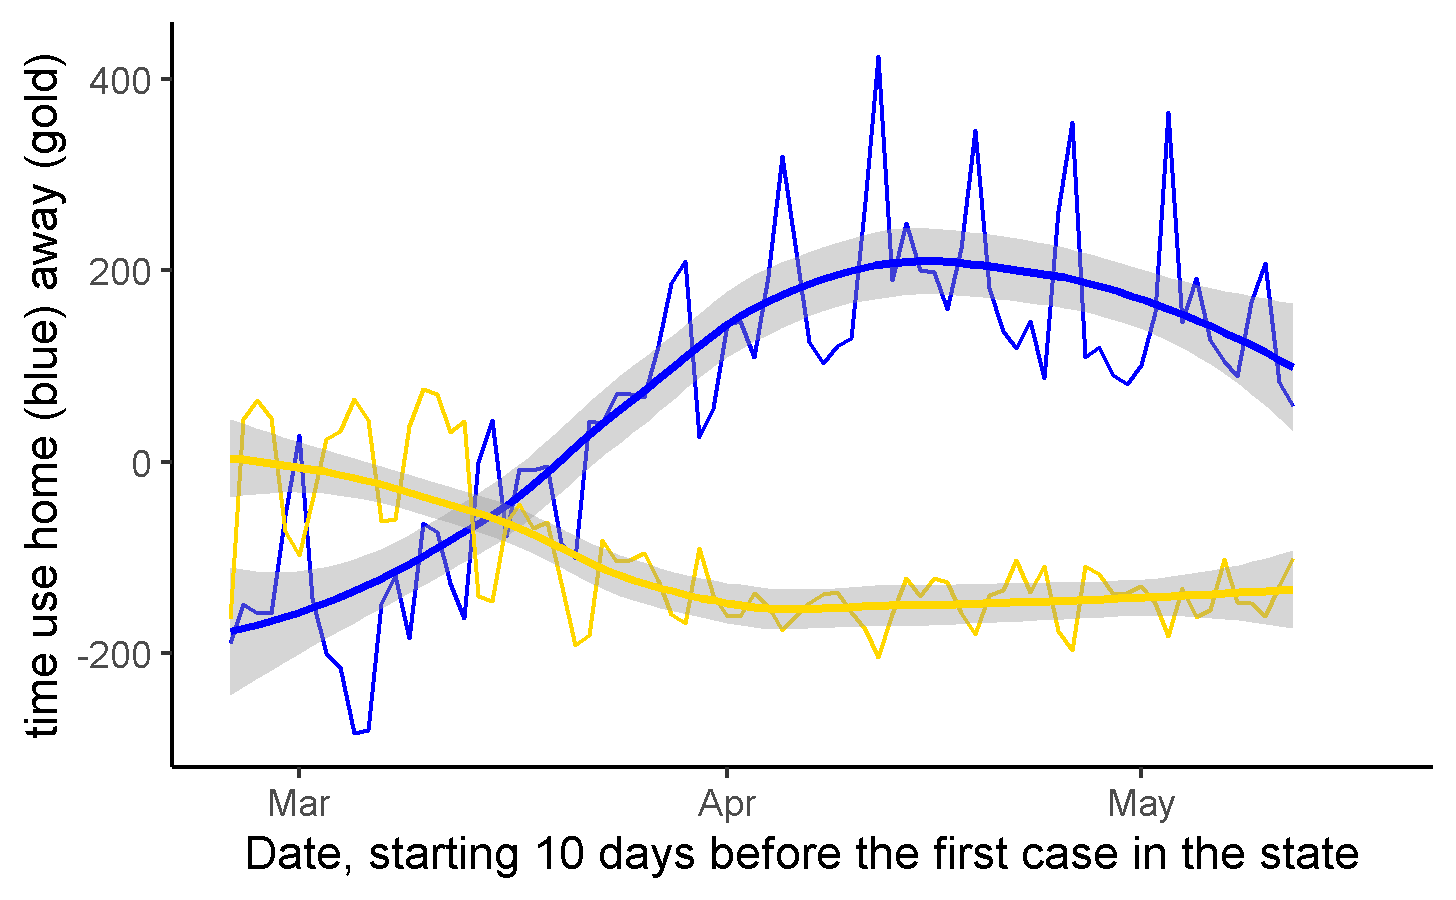 time use home (blue) away (gold)
400
200
0
-200
Mar Apr May
Date, starting 10 days before the first case in the state